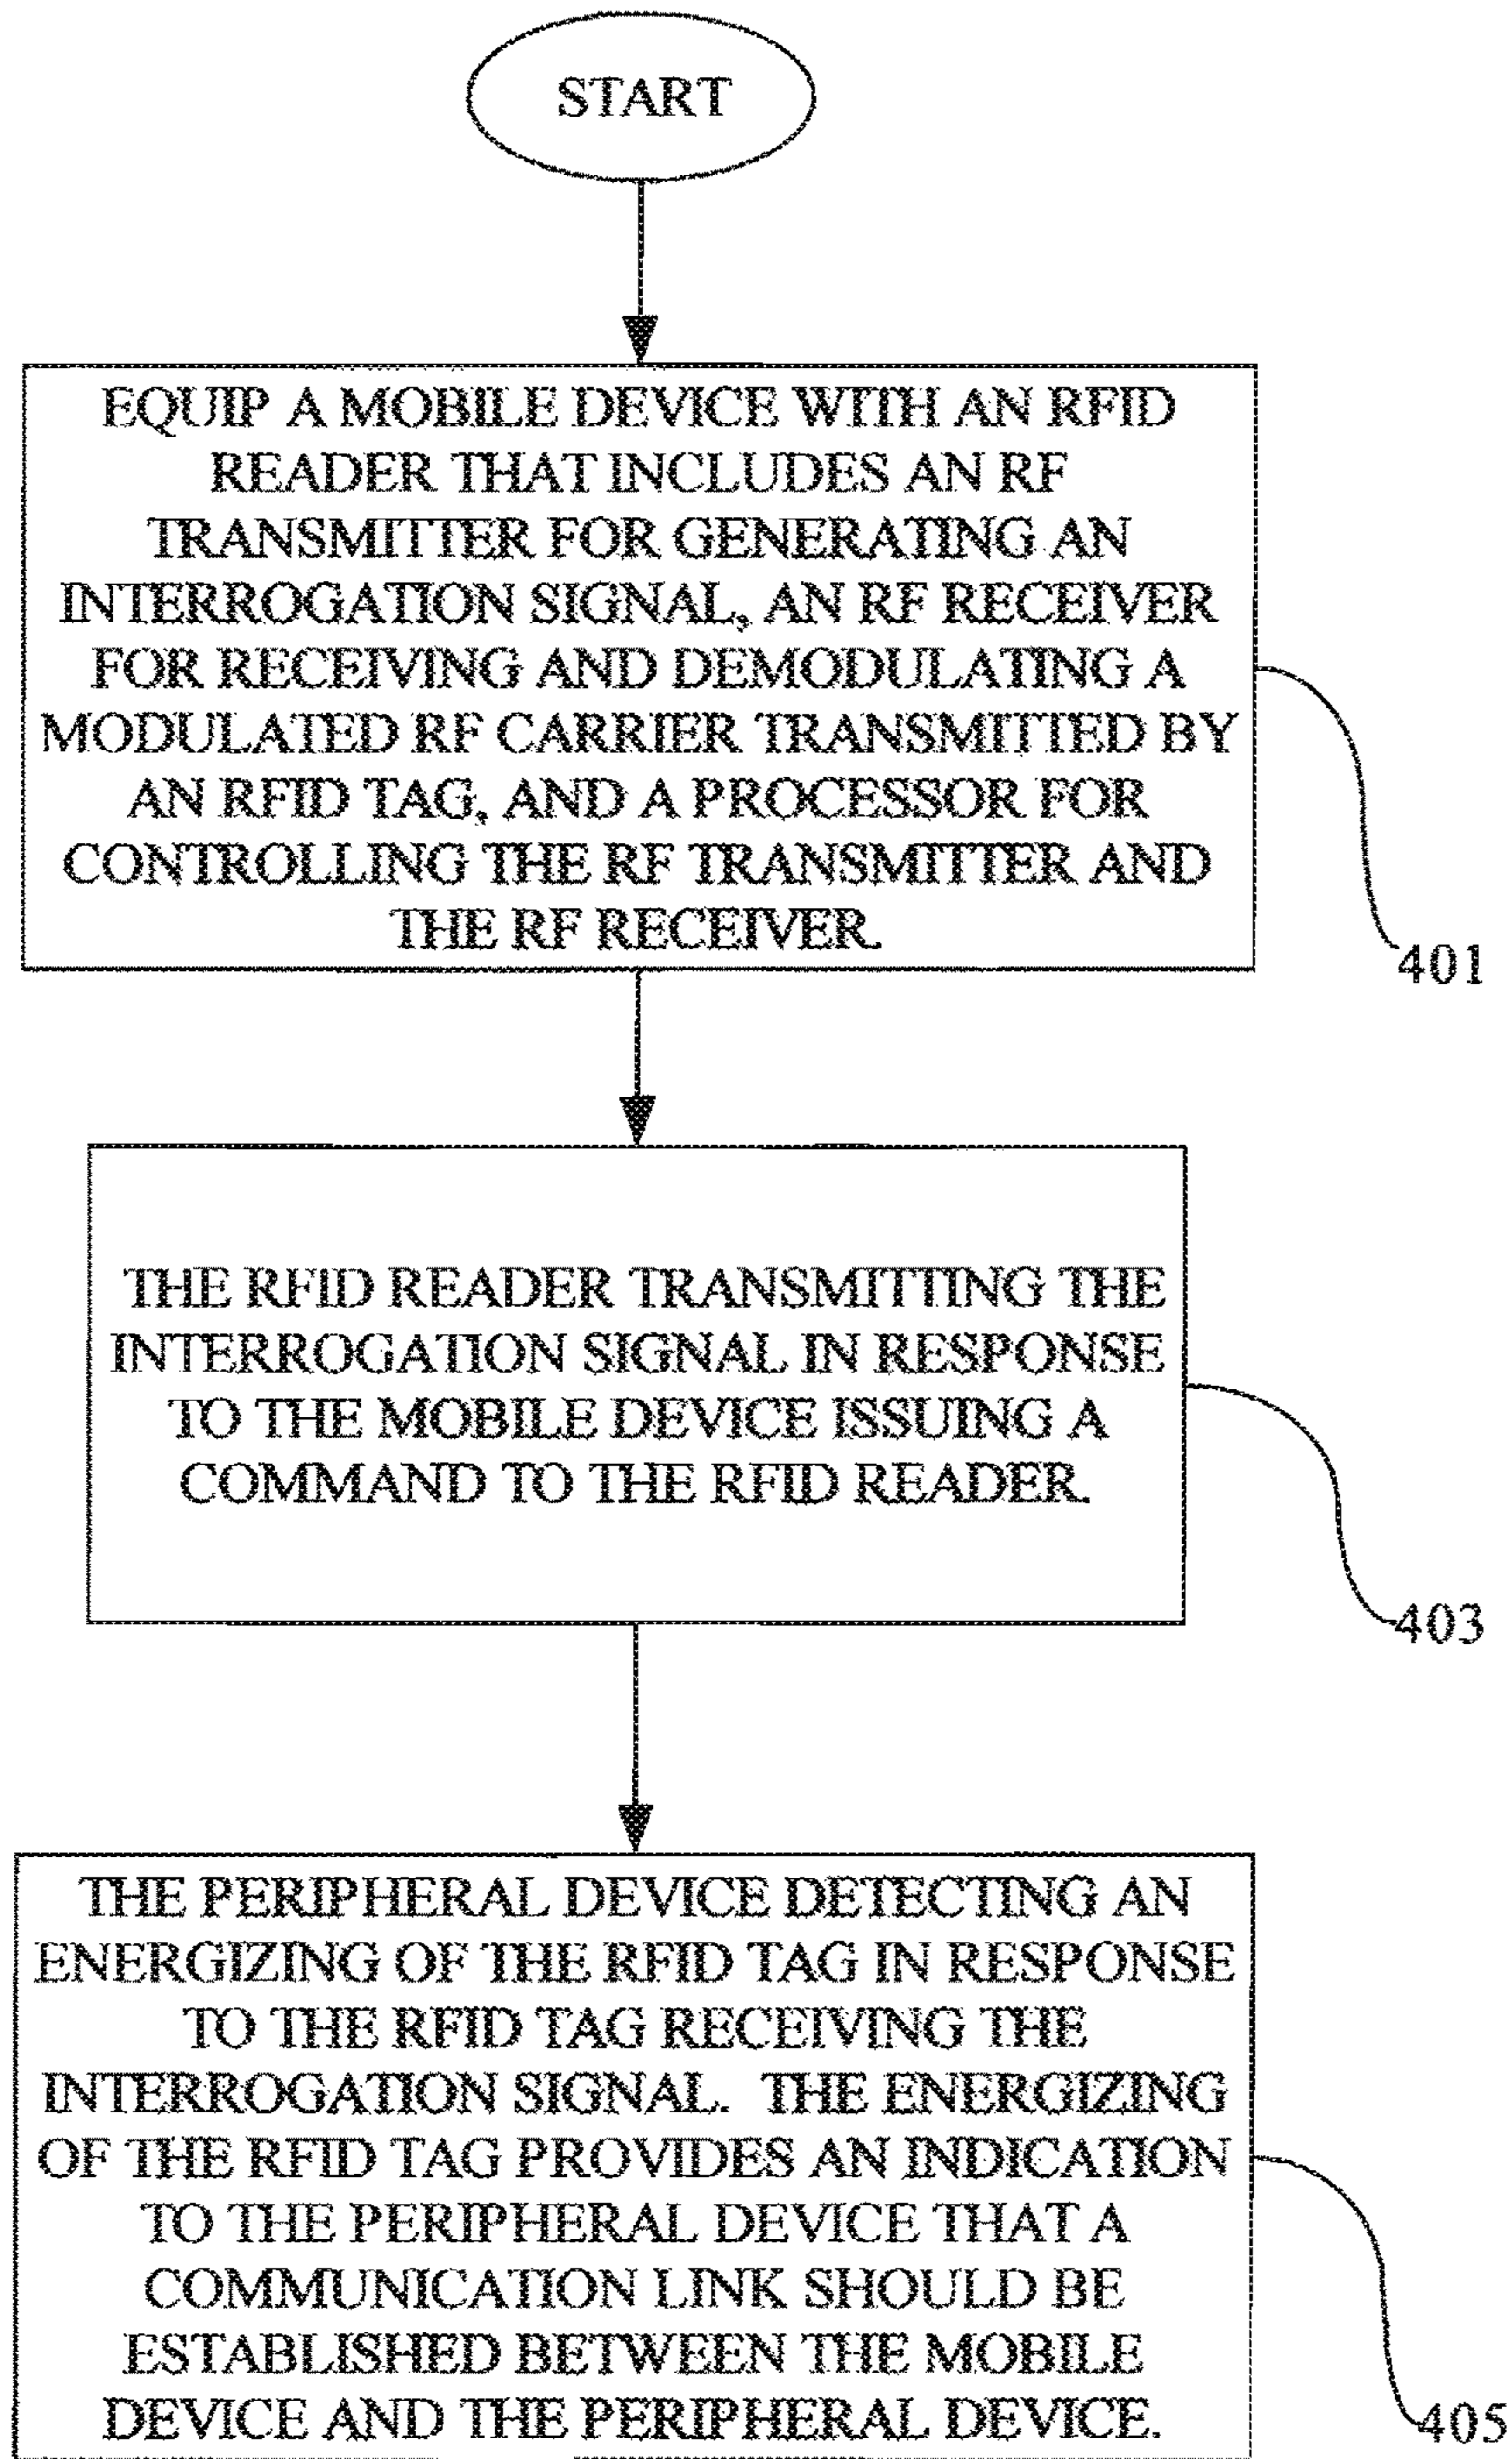 START
EQUIP A MOBILE DEVICE WITH AN RFID
READER THAT INCLUDES AN RF
TRANSMITTER FOR GENERATING AN
INTERROGATION SIGNAL, AN RF RECEIVER
FOR RECEIVING AND DEMODULATING A
MODULATED RF CARRIER TRANSMITTED BY
AN RFID TAG, AND A PROCESSOR FOR
CONTROLLING THE RF TRANSMITTER AND
THE RF RECEIVER.
401
THE RFID READER TRANSMITTING THE
INTERROGATION SIGNAL IN RESPONSE
TO THE MOBILE DEVICE ISSUING A
COMMAND TO THE RFID READER.
403
THE PERIPHERAL DEVICE DETECTING AN
ENERGIZING OF THE RFID TAG IN RESPONSE
TO THE RFID TAG RECEIVING THE
INTERROGATION SIGNAL. THE ENERGIZING
OF THE RFID TAG PROVIDES AN INDICATION
TO THE PERIPHERAL DEVICE THAT A
COMMUNICATION LINK SHOULD BE
ESTABLISHED BETWEEN THE MOBILE
DEVICE AND THE PERIPHERAL DEVICE.
405